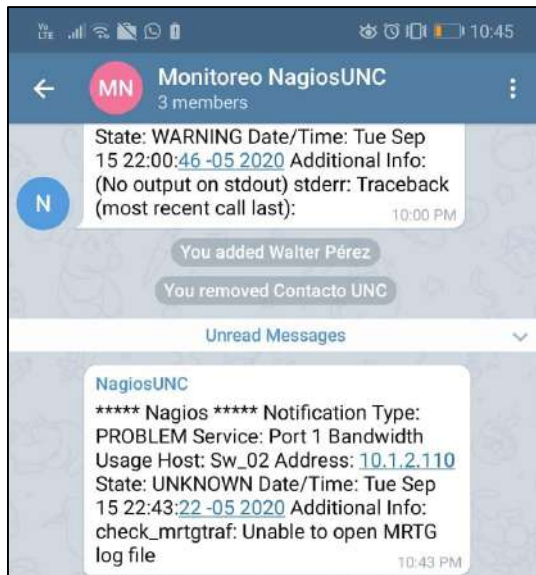 Vo
LTE
10:45
MN
Monitoreo NagiosUNC
3 members
State: WARNING Date/Time: Tue Sep
15 22:00:46 -05 2020 Additional Info:
(No output on stdout) stderr: Traceback
(most recent call last):
10:00 PM
N
You added Walter Pérez
You removed Contacto UNC
Unread Messages
NagiosUNC
***** Nagios ***** Notification Type:
PROBLEM Service: Port 1 Bandwidth
Usage Host: Sw_02 Address: 10.1.2.110
State: UNKNOWN Date/Time: Tue Sep
15 22:43:22 -05 2020 Additional Info:
check_mrtgtraf: Unable to open MRTG
log file
10:43 PM